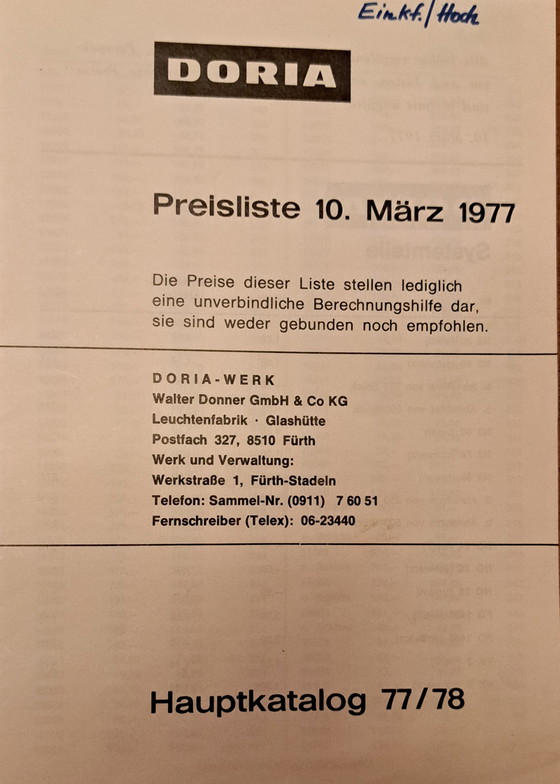 Einkf./Hoch
DORIA
Preisliste 10. März 1977
Die Preise dieser Liste stellen lediglich
eine unverbindliche Berechnungshilfe dar,
sie sind weder gebunden noch empfohlen.
DORIA-WERK
Walter Donner GmbH & Co KG
Leuchtenfabrik · Glashütte
Postfach 327, 8510 Fürth
Werk und Verwaltung:
Werkstraße 1, Fürth-Stadeln
Telefon: Sammel-Nr. (0911) 7 60 51
Fernschreiber (Telex): 06-23440
Hauptkatalog 77/78